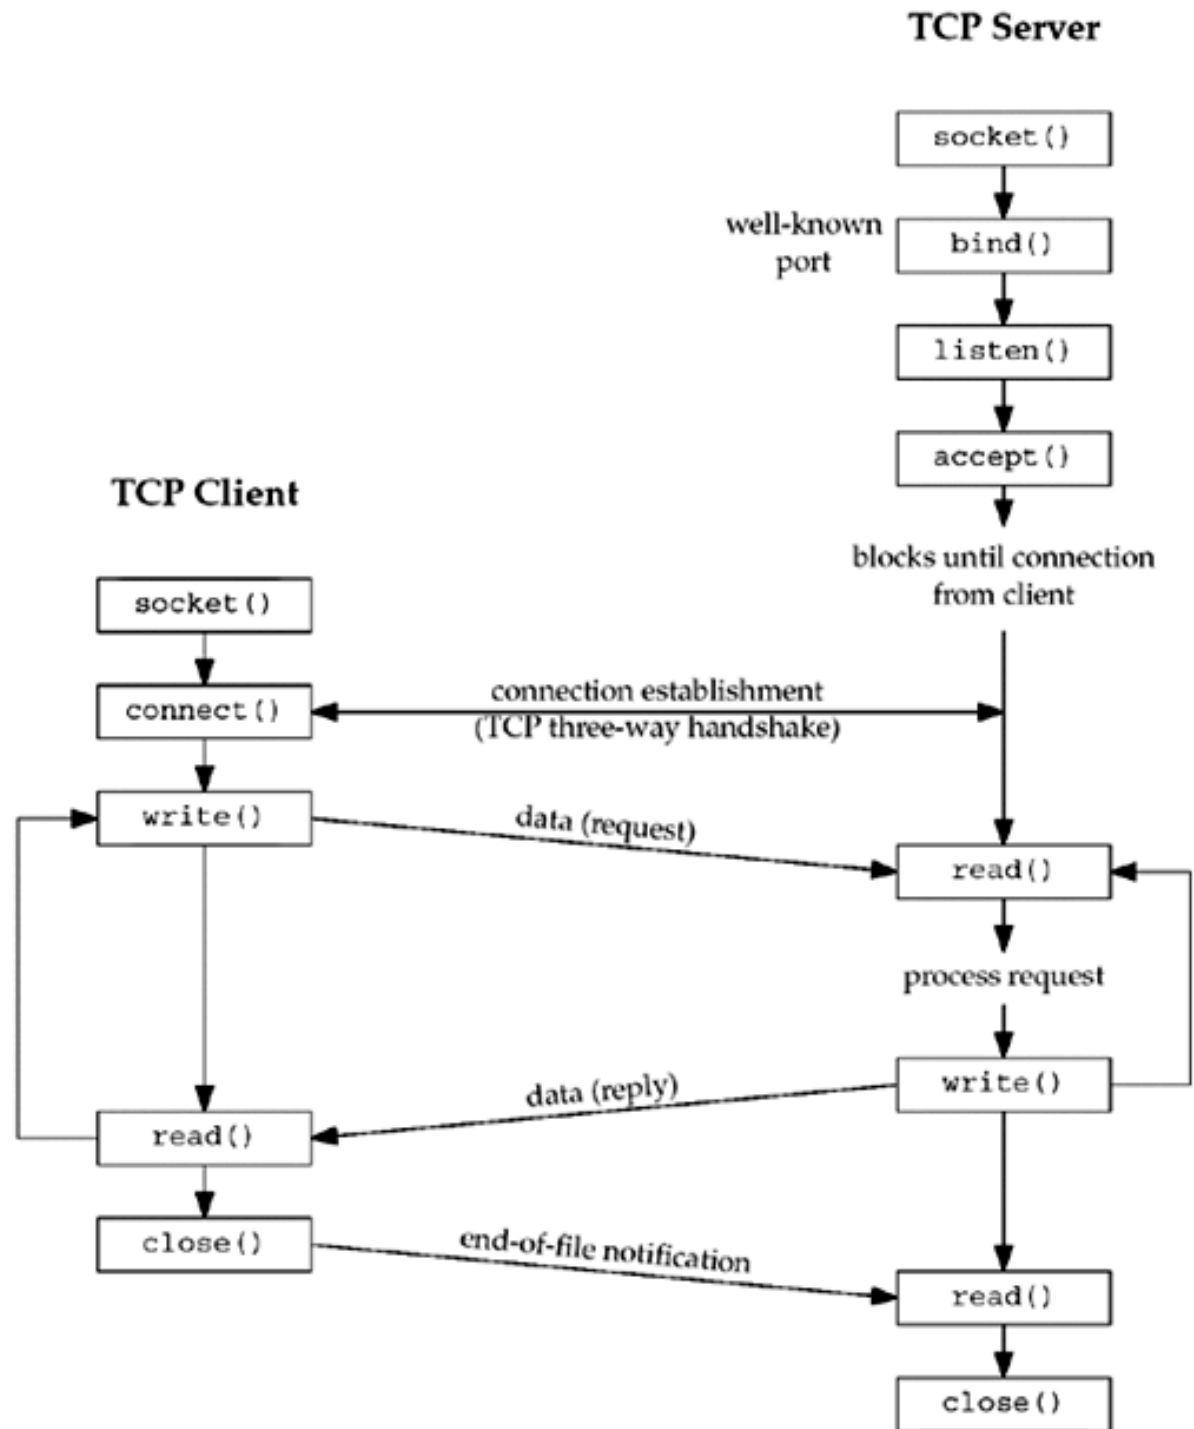 TCP Server
socket()
well-known
port
bind()
listen()
accept()
TCP Client
blocks until connection
from client
socket()
connection establishment
(TCP three-way handshake)
connect()
write()
data (request)
read()
process request
write()
data (reply)
read()
close()
end-of-file notification
read()
close()